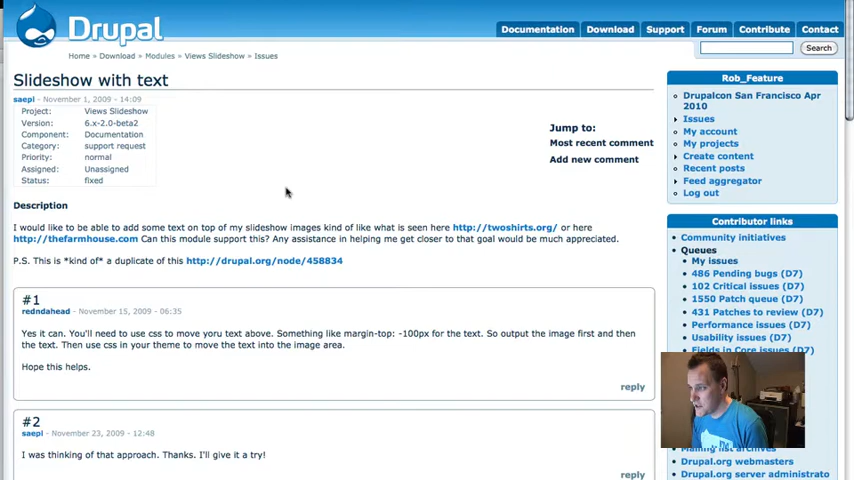 Drupal
Documentation Download Support Forum Contribute Contact
Search
Home » Download » Modules » Views Slideshow » Issues
Slideshow with text
saepl - November 1, 2009 - 14:09
Project: Views Slideshow
Version: 6.x-2.0-beta2
Component: Documentation
Category: support request
Priority: normal
Assigned: Unassigned
Status: fixed
Jump to:
Most recent comment
Add new comment
Description
I would like to be able to add some text on top of my slideshow images kind of like what is seen here http://twoshirts.org/ or here
http://thefarmhouse.com Can this module support this? Any assistance in helping me get closer to that goal would be much appreciated.
P.S. This is *kind of* a duplicate of this http://drupal.org/node/458834
#1
redndahead - November 15, 2009 - 06:35
Yes it can. You'll need to use css to move yoru text above. Something like margin-top: -100px for the text. So output the image first and then
the text. Then use css in your theme to move the text into the image area.
Hope this helps.
reply
#2
saepl - November 23, 2009 - 12:48
I was thinking of that approach. Thanks. I'll give it a try!
reply
Rob_Feature
Drupalcon San Francisco Apr
2010
Issues
My account
My projects
Create content
Recent posts
Feed aggregator
Log out
Contributor links
Community initiatives
Queues
My issues
486 Pending bugs (D7)
102 Critical issues (D7)
1550 Patch queue (D7)
431 Patches to review (D7)
Performance issues (D7)
Usability issues (D7)
Fields in Core issues (D7)
Mailing list archives
Drupal.org webmasters
Drupal.org server administrato